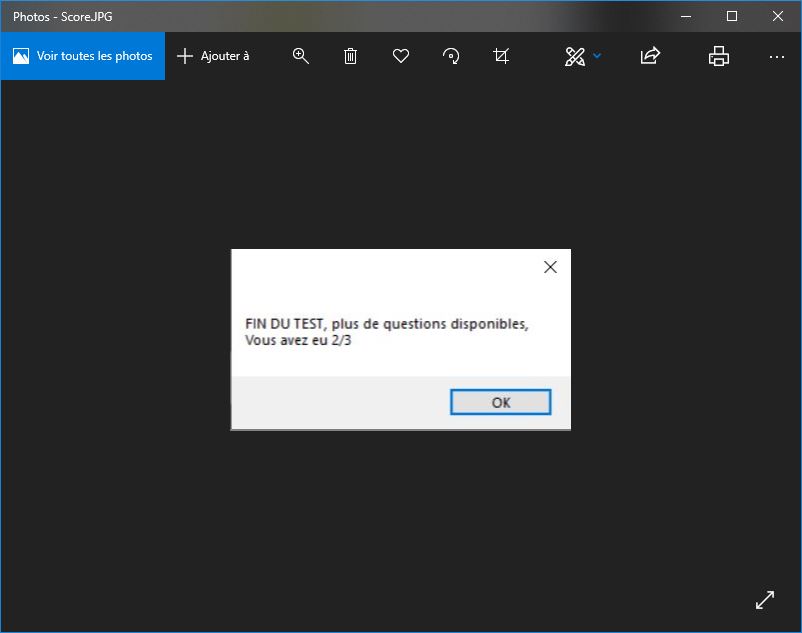 Photos - Score.JPG
Voir toutes les photos
Ajouter à
FIN DU TEST, plus de questions disponibles,
Vous avez eu 2/3
OK